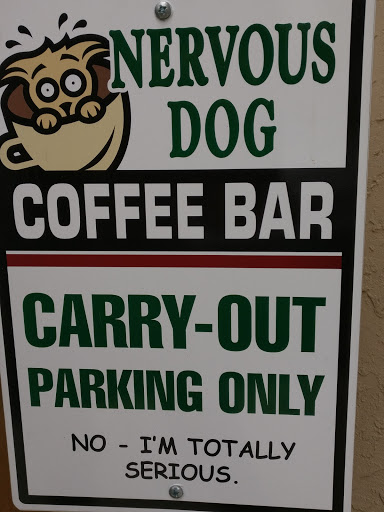 NERVOUS
DOG
COFFEE BAR
CARRY-OUT
PARKING ONLY
NO - I'M TOTALLY
SERIOUS.